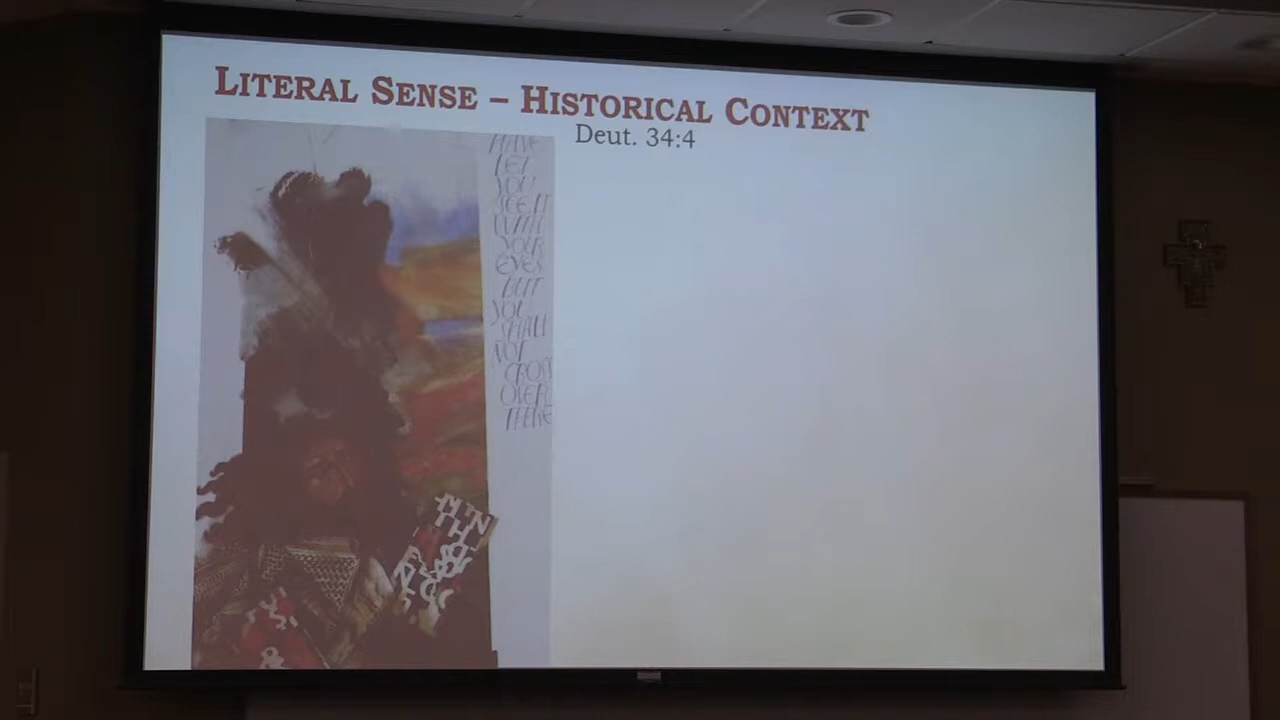 LITERAL SENSE – HISTORICAL CONTEXT
Deut. 34:4
HAVE
LET
YOU
SEE IT
WITH
YOUR
EYES
BUT
YOU
SHALL
NOT
CROSS
OVER
THERE